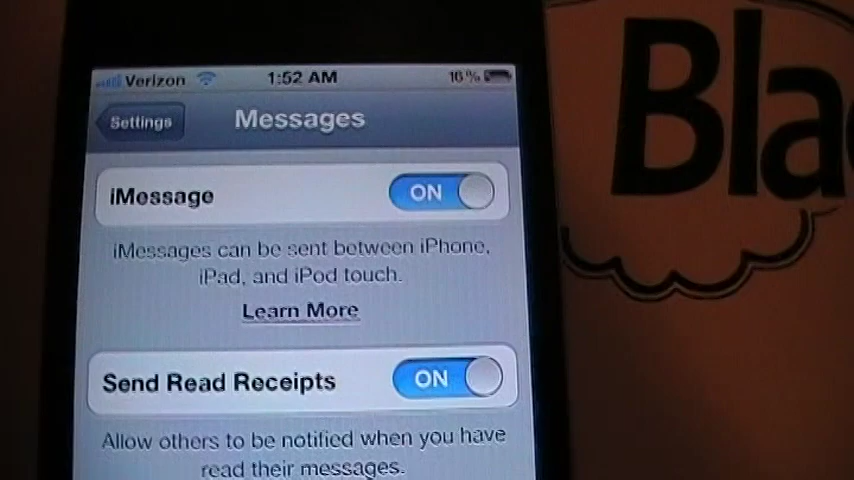 Verizon 1:52 AM 16%
Settings Messages
iMessage ON
iMessages can be sent between iPhone,
iPad, and iPod touch.
Learn More
Send Read Receipts ON
Allow others to be notified when you have
read their messages.
Bla